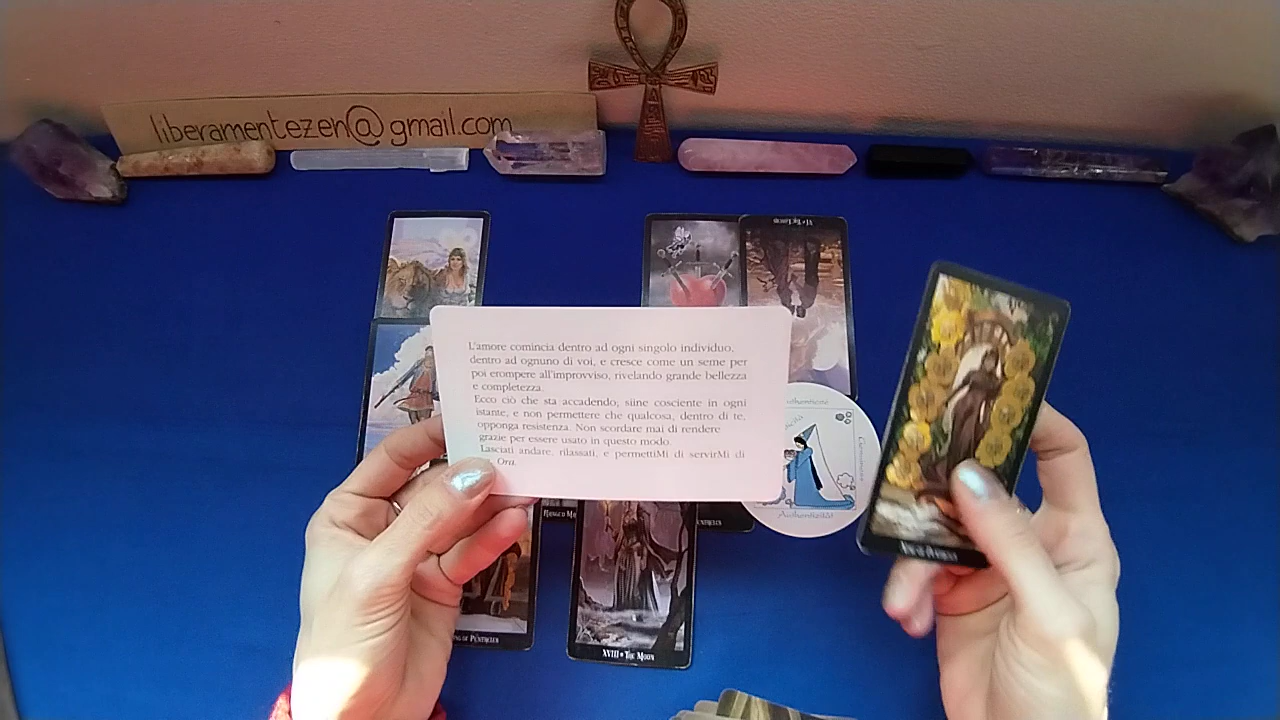 liberamentezen@gmail.com
VI • The Lovers
L'amore comincia dentro ad ogni singolo individuo,
dentro ad ognuno di voi, e cresce come un seme per
poi erompere all'improvviso, rivelando grande bellezza
e completezza.
Ecco ciò che sta accadendo, siine cosciente in ogni
istante, e non permettere che qualcosa, dentro di te,
opponga resistenza. Non scordare mai di rendere
grazie per essere usato in questo modo.
Lasciati andare, rilassati, e permettiMi di servirMi di
Ora.
Authenticité
Authentizität
King of Pentacles
XVIII • The Moon